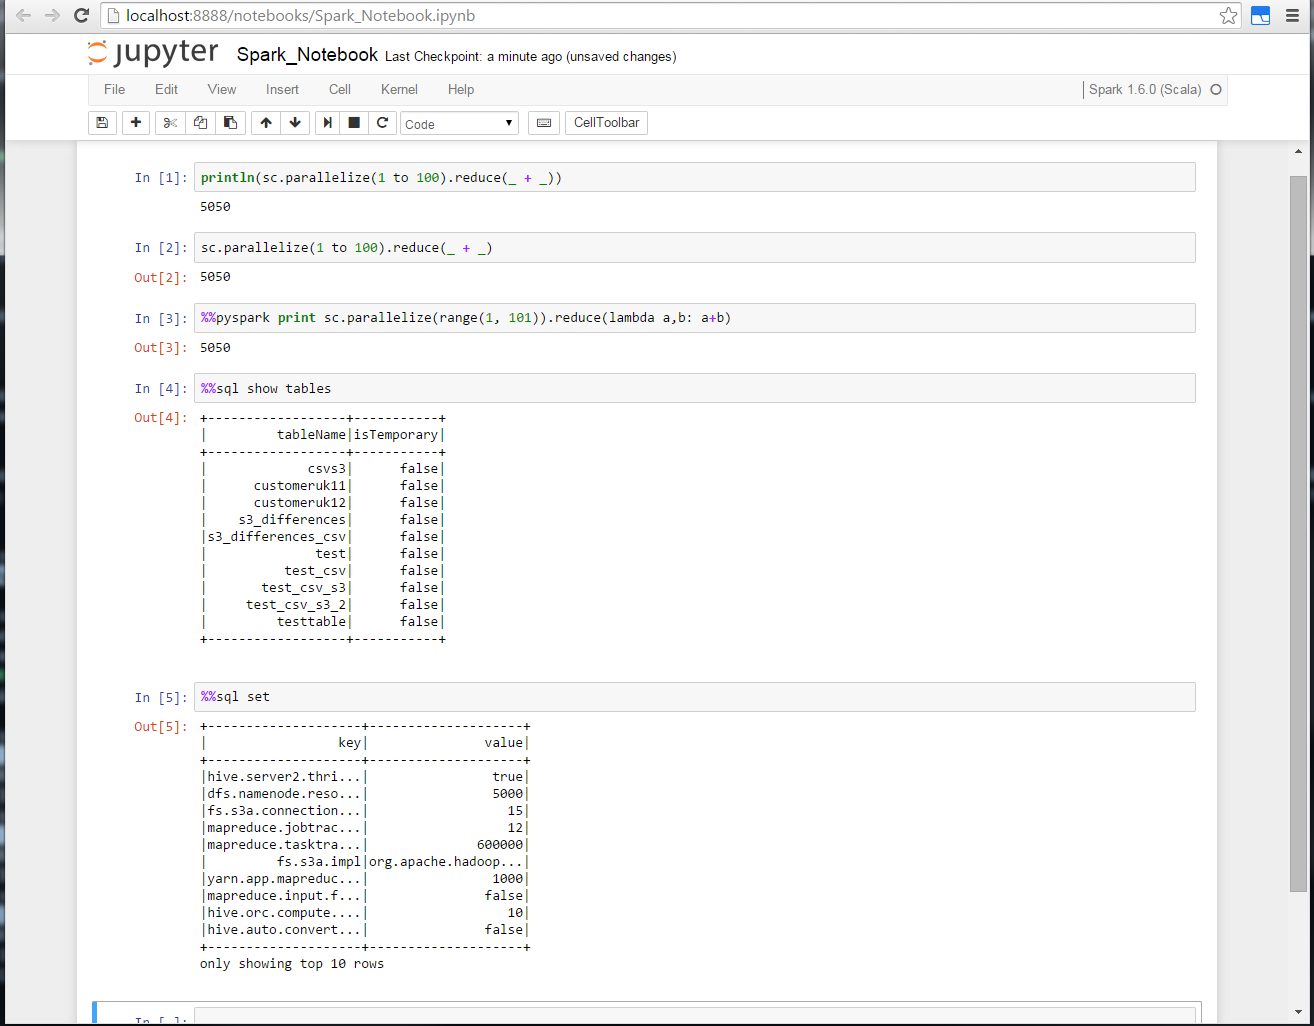 localhost:8888/notebooks/Spark_Notebook.ipynb
jupyter Spark_Notebook Last Checkpoint: a minute ago (unsaved changes)
File Edit View Insert Cell Kernel Help Spark 1.6.0 (Scala)
Code CellToolbar
In [1]: println(sc.parallelize(1 to 100).reduce(_ + _))
5050
In [2]: sc.parallelize(1 to 100).reduce(_ + _)
Out[2]: 5050
In [3]: %%pyspark print sc.parallelize(range(1, 101)).reduce(lambda a,b: a+b)
Out[3]: 5050
In [4]: %%sql show tables
Out[4]: +------------------+-----------+
|         tableName|isTemporary|
+------------------+-----------+
|             csvs3|      false|
|      customeruk11|      false|
|      customeruk12|      false|
|    s3_differences|      false|
|s3_differences_csv|      false|
|              test|      false|
|          test_csv|      false|
|       test_csv_s3|      false|
|     test_csv_s3_2|      false|
|         testtable|      false|
+------------------+-----------+
In [5]: %%sql set
Out[5]: +--------------------+--------------------+
|                 key|               value|
+--------------------+--------------------+
|hive.server2.thri...|                true|
|dfs.namenode.reso...|                5000|
|fs.s3a.connection...|                  15|
|mapreduce.jobtrac...|                  12|
|mapreduce.tasktra...|              600000|
|         fs.s3a.impl|org.apache.hadoop...|
|yarn.app.mapreduc...|                1000|
|mapreduce.input.f...|               false|
|hive.orc.compute....|                  10|
|hive.auto.convert...|               false|
+--------------------+--------------------+
only showing top 10 rows
In [ ]: